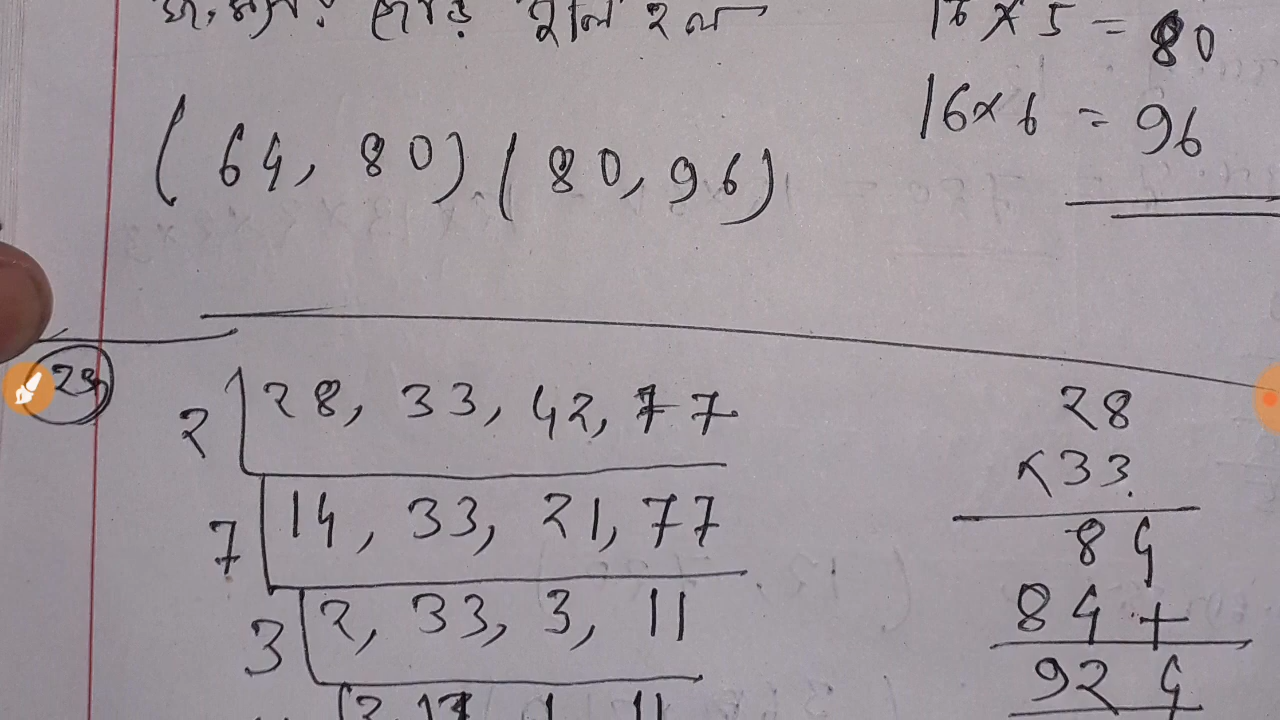 16 × 5 = 80
16 × 6 = 96
(64, 80) (80, 96)
23
2 | 28, 33, 42, 77
7 | 14, 33, 21, 77
3 | 2, 33, 3, 11
28
×33
84
84+
924